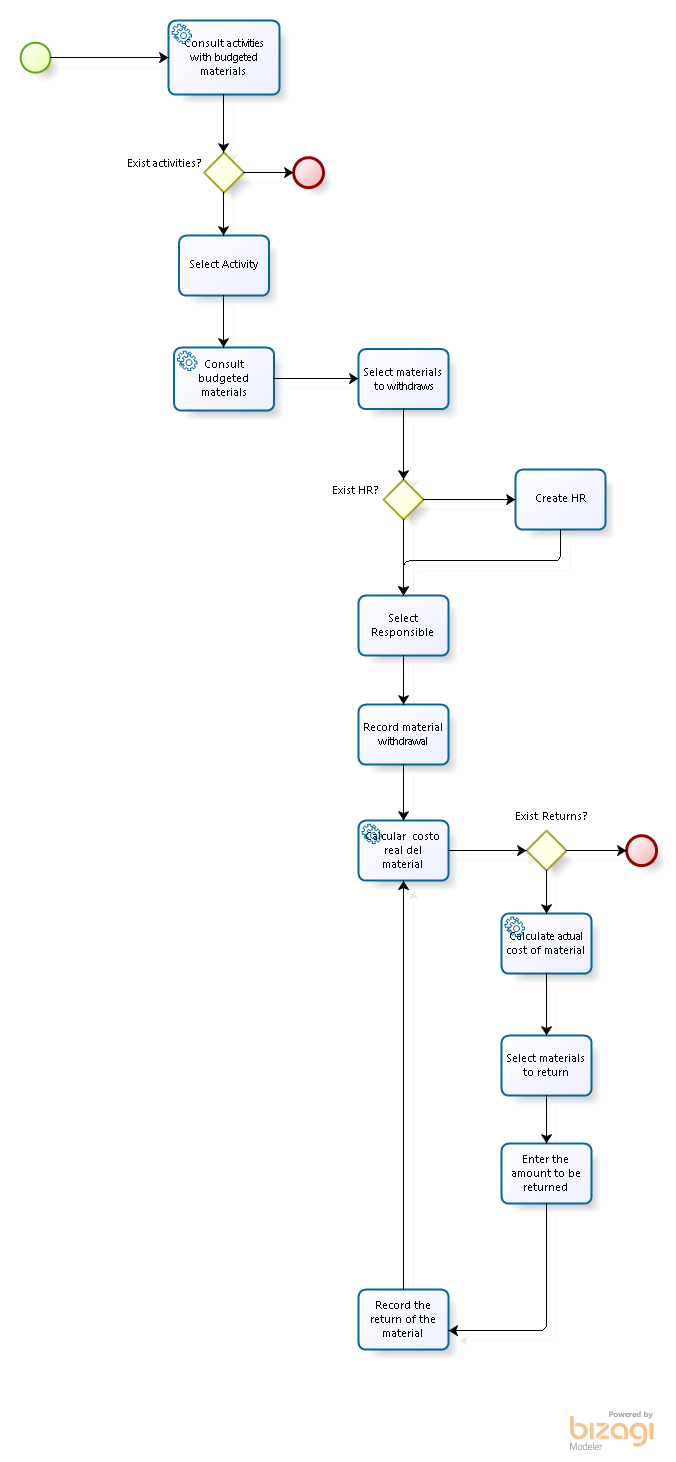 Consult activities
with budgeted
materials
Exist activities?
Select Activity
Consult
budgeted
materials
Select materials
to withdraws
Exist HR?
Create HR
Select
Responsible
Record material
withdrawal
Calcular costo
real del
material
Exist Returns?
Calculate actual
cost of material
Select materials
to return
Enter the
amount to be
returned
Record the
return of the
material
Powered by
bizagi
Modeler